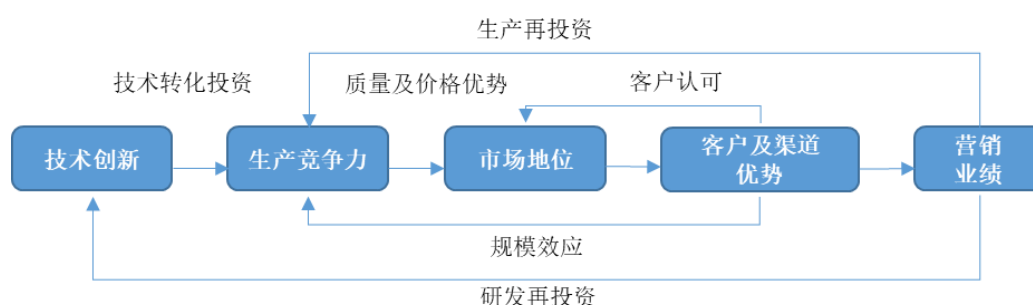 生产再投资
技术转化投资
质量及价格优势
客户认可
技术创新
生产竞争力
市场地位
客户及渠道
优势
营销
业绩
规模效应
研发再投资